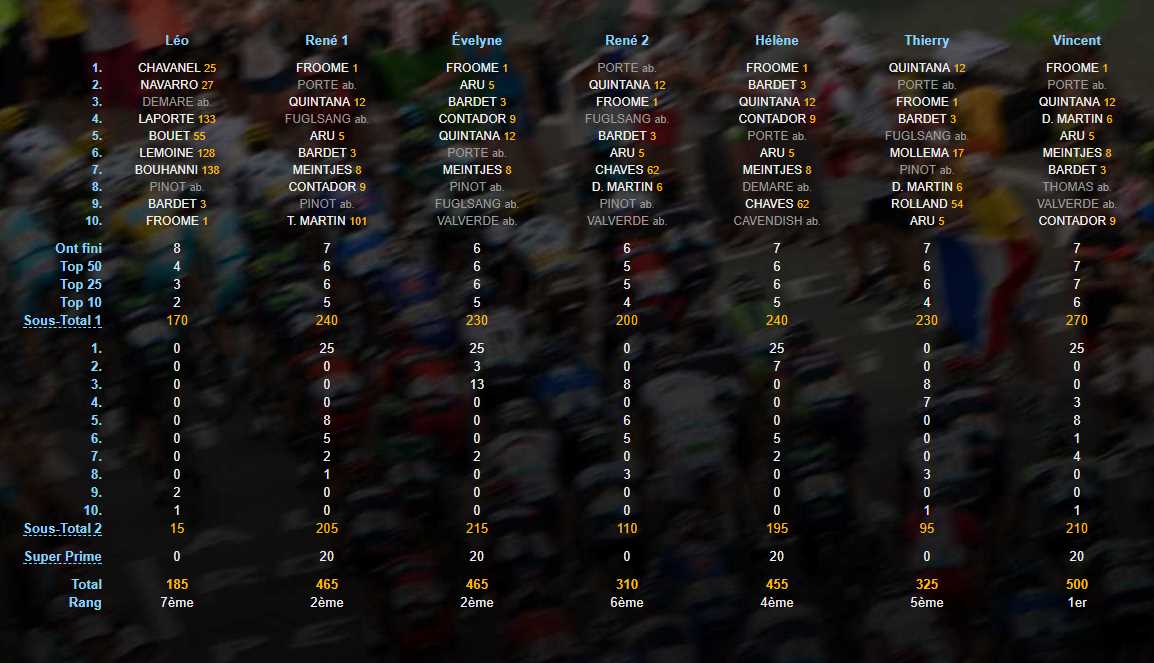 Léo René 1 Évelyne René 2 Hélène Thierry Vincent
1. CHAVANEL 25 FROOME 1 FROOME 1 PORTE ab. FROOME 1 QUINTANA 12 FROOME 1
2. NAVARRO 27 PORTE ab. ARU 5 QUINTANA 12 BARDET 3 PORTE ab. PORTE ab.
3. DEMARE ab. QUINTANA 12 BARDET 3 FROOME 1 QUINTANA 12 FROOME 1 QUINTANA 12
4. LAPORTE 133 FUGLSANG ab. CONTADOR 9 FUGLSANG ab. CONTADOR 9 BARDET 3 D. MARTIN 6
5. BOUET 55 ARU 5 QUINTANA 12 BARDET 3 PORTE ab. FUGLSANG ab. ARU 5
6. LEMOINE 128 BARDET 3 PORTE ab. ARU 5 ARU 5 MOLLEMA 17 MEINTJES 8
7. BOUHANNI 138 MEINTJES 8 MEINTJES 8 CHAVES 62 MEINTJES 8 PINOT ab. BARDET 3
8. PINOT ab. CONTADOR 9 PINOT ab. D. MARTIN 6 DEMARE ab. D. MARTIN 6 THOMAS ab.
9. BARDET 3 PINOT ab. FUGLSANG ab. PINOT ab. CHAVES 62 ROLLAND 54 VALVERDE ab.
10. FROOME 1 T. MARTIN 101 VALVERDE ab. VALVERDE ab. CAVENDISH ab. ARU 5 CONTADOR 9
Ont fini 8 7 6 6 7 7 7
Top 50 4 6 6 5 6 6 7
Top 25 3 6 6 5 6 6 7
Top 10 2 5 5 4 5 4 6
Sous-Total 1 170 240 230 200 240 230 270
1. 0 25 25 0 25 0 25
2. 0 0 3 0 7 0 0
3. 0 0 13 8 0 8 0
4. 0 0 0 0 0 7 3
5. 0 8 0 6 0 0 8
6. 0 5 0 5 5 0 1
7. 0 2 2 0 2 0 4
8. 0 1 0 3 0 3 0
9. 2 0 0 0 0 0 0
10. 1 0 0 0 0 1 1
Sous-Total 2 15 205 215 110 195 95 210
Super Prime 0 20 20 0 20 0 20
Total 185 465 465 310 455 325 500
Rang 7ème 2ème 2ème 6ème 4ème 5ème 1er